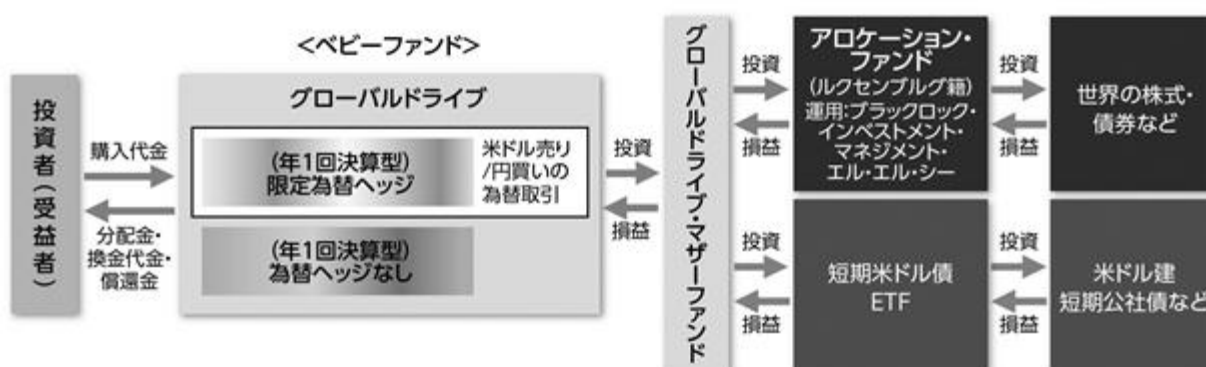 <ベビーファンド>
投資者(受益者)
購入代金
分配金・
換金代金・
償還金
グローバルドライブ
(年1回決算型)
限定為替ヘッジ
米ドル売り
/円買いの
為替取引
(年1回決算型)
為替ヘッジなし
投資
損益
グローバルドライブ・マザーファンド
投資
損益
アロケーション・
ファンド
(ルクセンブルグ籍)
運用:ブラックロック・
インベストメント・
マネジメント・
エル・エル・シー
投資
損益
世界の株式・
債券など
投資
損益
短期米ドル債
ETF
投資
損益
米ドル建
短期公社債など